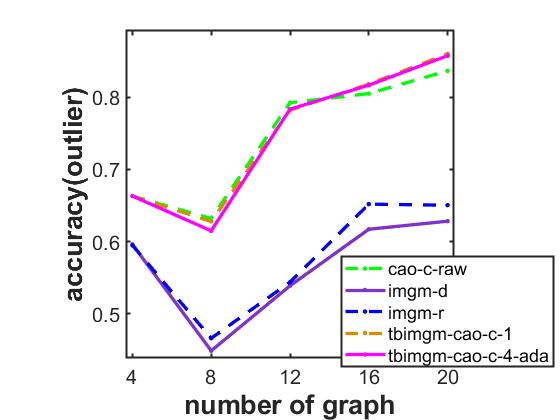 accuracy(outlier)
0.8
0.7
0.6
0.5
4 8 12 16 20
number of graph
cao-c-raw
imgm-d
imgm-r
tbimgm-cao-c-1
tbimgm-cao-c-4-ada